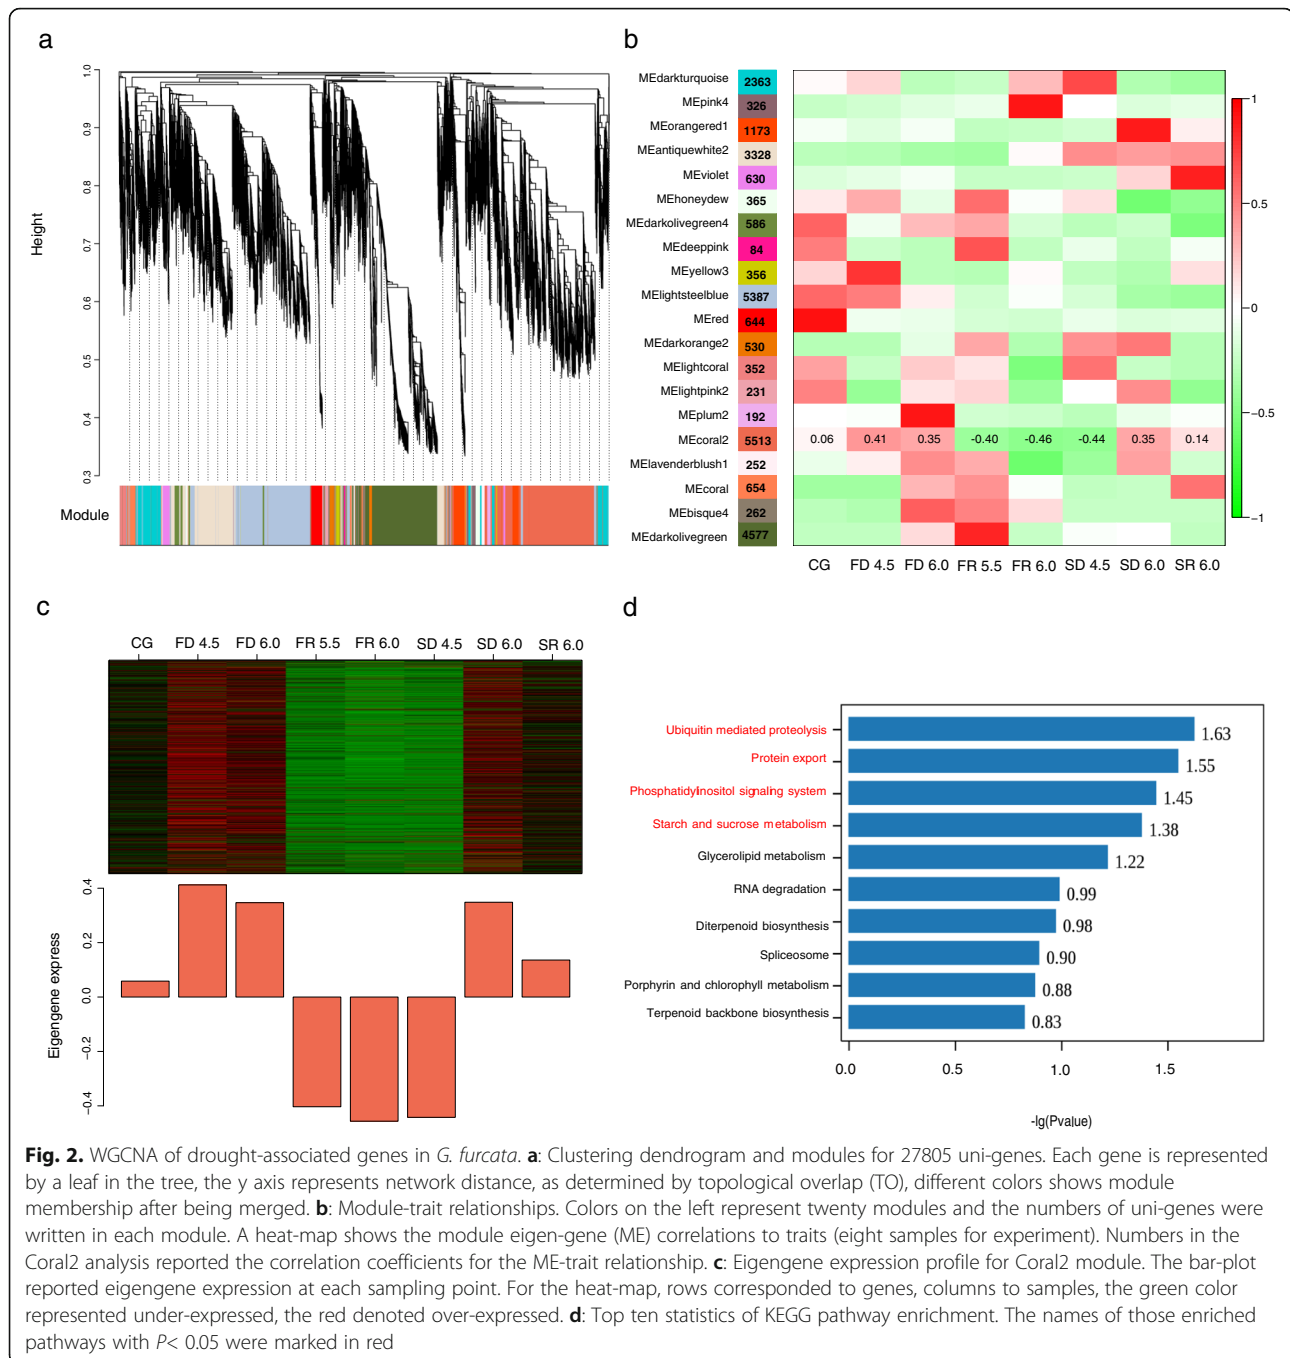 a
1.0
0.9
0.8
0.7
0.6
0.5
0.4
0.3
Height
Module
b
MEdarkturquoise 2363
MEpink4 326
MEorangered1 1173
MEantiquewhite2 3328
MEviolet 630
MEhoneydew 365
MEdarkolivegreen4 586
MEdeeppink 84
MEyellow3 356
MElightsteelblue 5387
MEred 644
MEdarkorange2 530
MElightcoral 352
MElightpink2 231
MEplum2 192
MEcoral2 5513 0.06 0.41 0.35 -0.40 -0.46 -0.44 0.35 0.14
MElavenderblush1 252
MEcoral 654
MEbisque4 262
MEdarkolivegreen 4577
CG FD 4.5 FD 6.0 FR 5.5 FR 6.0 SD 4.5 SD 6.0 SR 6.0
1
0.5
0
−0.5
−1
c
CG FD 4.5 FD 6.0 FR 5.5 FR 6.0 SD 4.5 SD 6.0 SR 6.0
0.4
0.2
0.0
−0.2
−0.4
Eigengene express
d
Ubiquitin mediated proteolysis 1.63
Protein export 1.55
Phosphatidylinositol signaling system 1.45
Starch and sucrose metabolism 1.38
Glycerolipid metabolism 1.22
RNA degradation 0.99
Diterpenoid biosynthesis 0.98
Spliceosome 0.90
Porphyrin and chlorophyll metabolism 0.88
Terpenoid backbone biosynthesis 0.83
0.0 0.5 1.0 1.5
-lg(Pvalue)
Fig. 2. WGCNA of drought-associated genes in G. furcata. a: Clustering dendrogram and modules for 27805 uni-genes. Each gene is represented
by a leaf in the tree, the y axis represents network distance, as determined by topological overlap (TO), different colors shows module
membership after being merged. b: Module-trait relationships. Colors on the left represent twenty modules and the numbers of uni-genes were
written in each module. A heat-map shows the module eigen-gene (ME) correlations to traits (eight samples for experiment). Numbers in the
Coral2 analysis reported the correlation coefficients for the ME-trait relationship. c: Eigengene expression profile for Coral2 module. The bar-plot
reported eigengene expression at each sampling point. For the heat-map, rows corresponded to genes, columns to samples, the green color
represented under-expressed, the red denoted over-expressed. d: Top ten statistics of KEGG pathway enrichment. The names of those enriched
pathways with P< 0.05 were marked in red